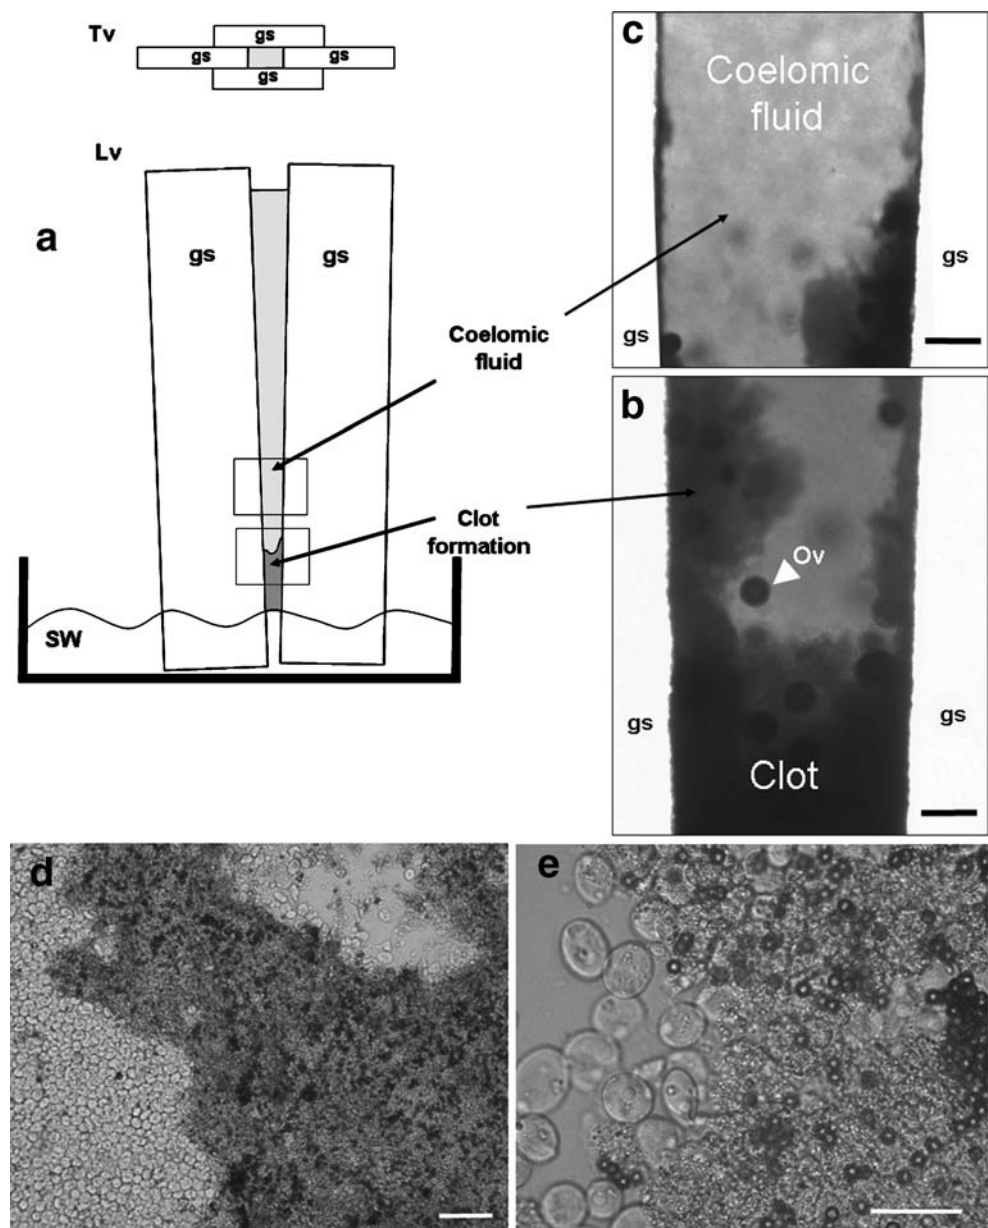 Tv
gs
gs
gs
gs
Lv
a
gs
gs
Coelomic
fluid
Clot
formation
SW
c
Coelomic
fluid
gs
gs
b
Ov
gs
gs
Clot
d
e